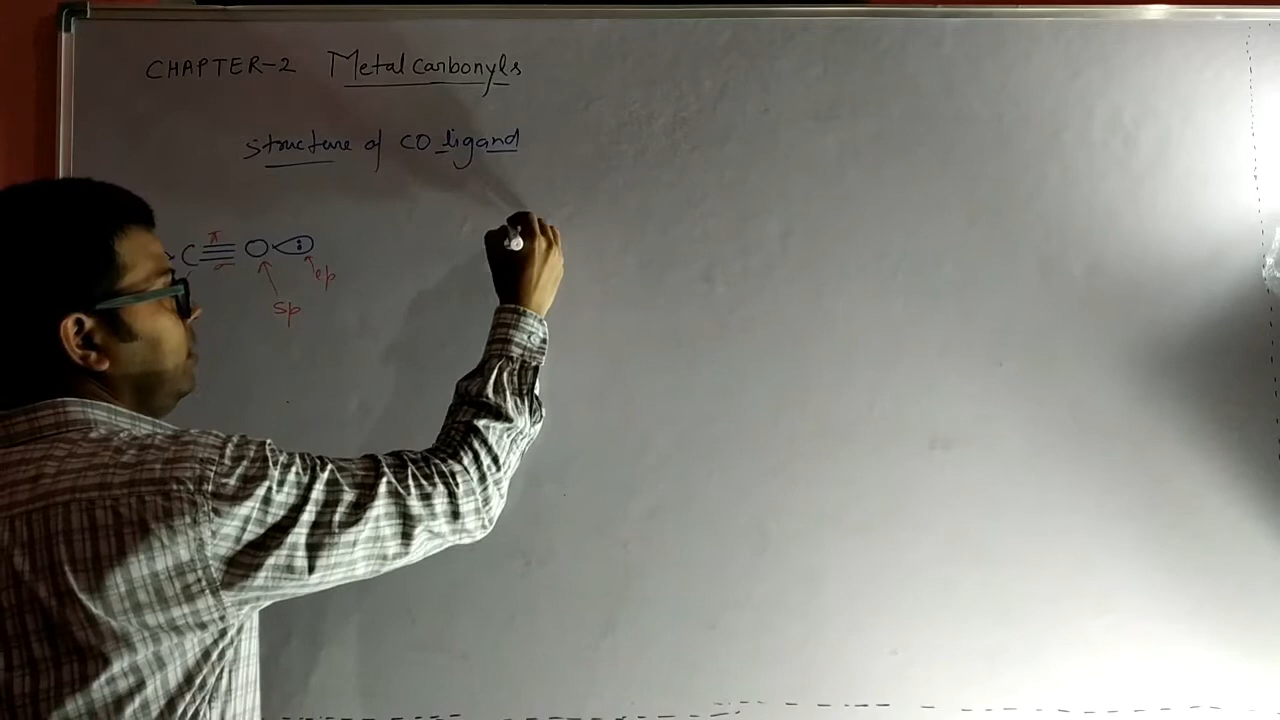 CHAPTER-2 Metal carbonyls
structure of CO ligand
π
C≡O:
σ
lp
sp